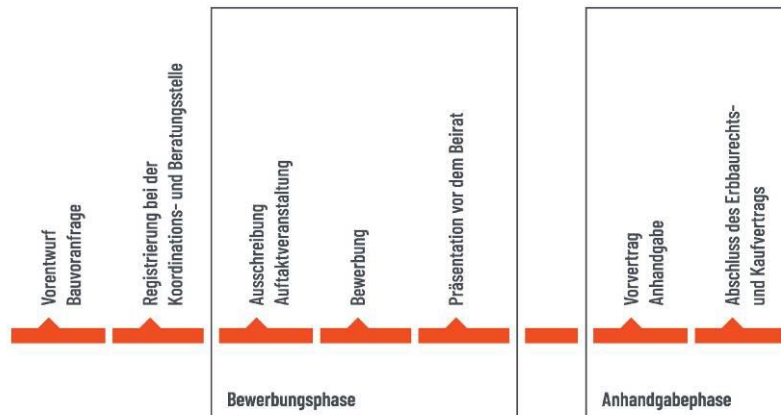 Vorentwurf
Bauvoranfrage
Registrierung bei der
Koordinations- und Beratungsstelle
Ausschreibung
Auftaktveranstaltung
Bewerbung
Präsentation vor dem Beirat
Vorvertrag
Anhandgabe
Abschluss des Erbbaurechts-
und Kaufvertrags
Bewerbungsphase
Anhandgabephase